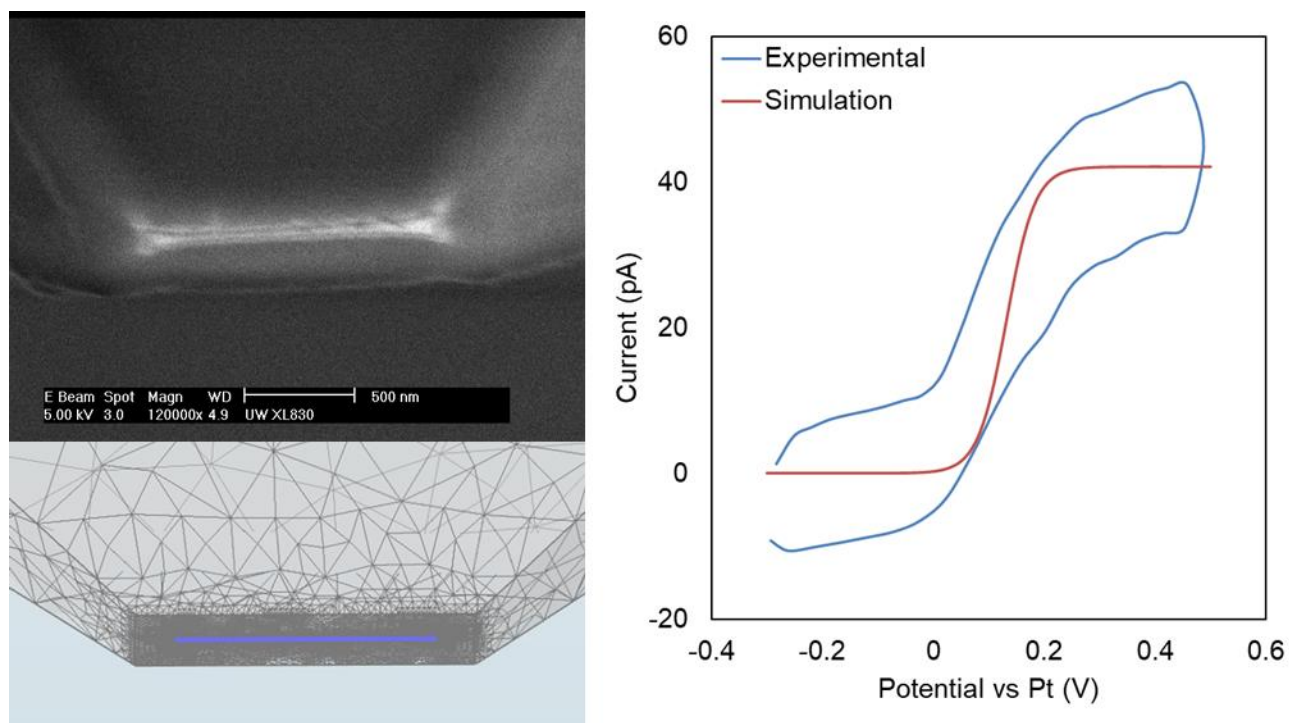 E Beam Spot Magn WD 500 nm
5.00 kV 3.0 120000x 4.9 UW XL830
60
Experimental
Simulation
40
20
0
-20
-0.4 -0.2 0 0.2 0.4 0.6
Current (pA)
Potential vs Pt (V)